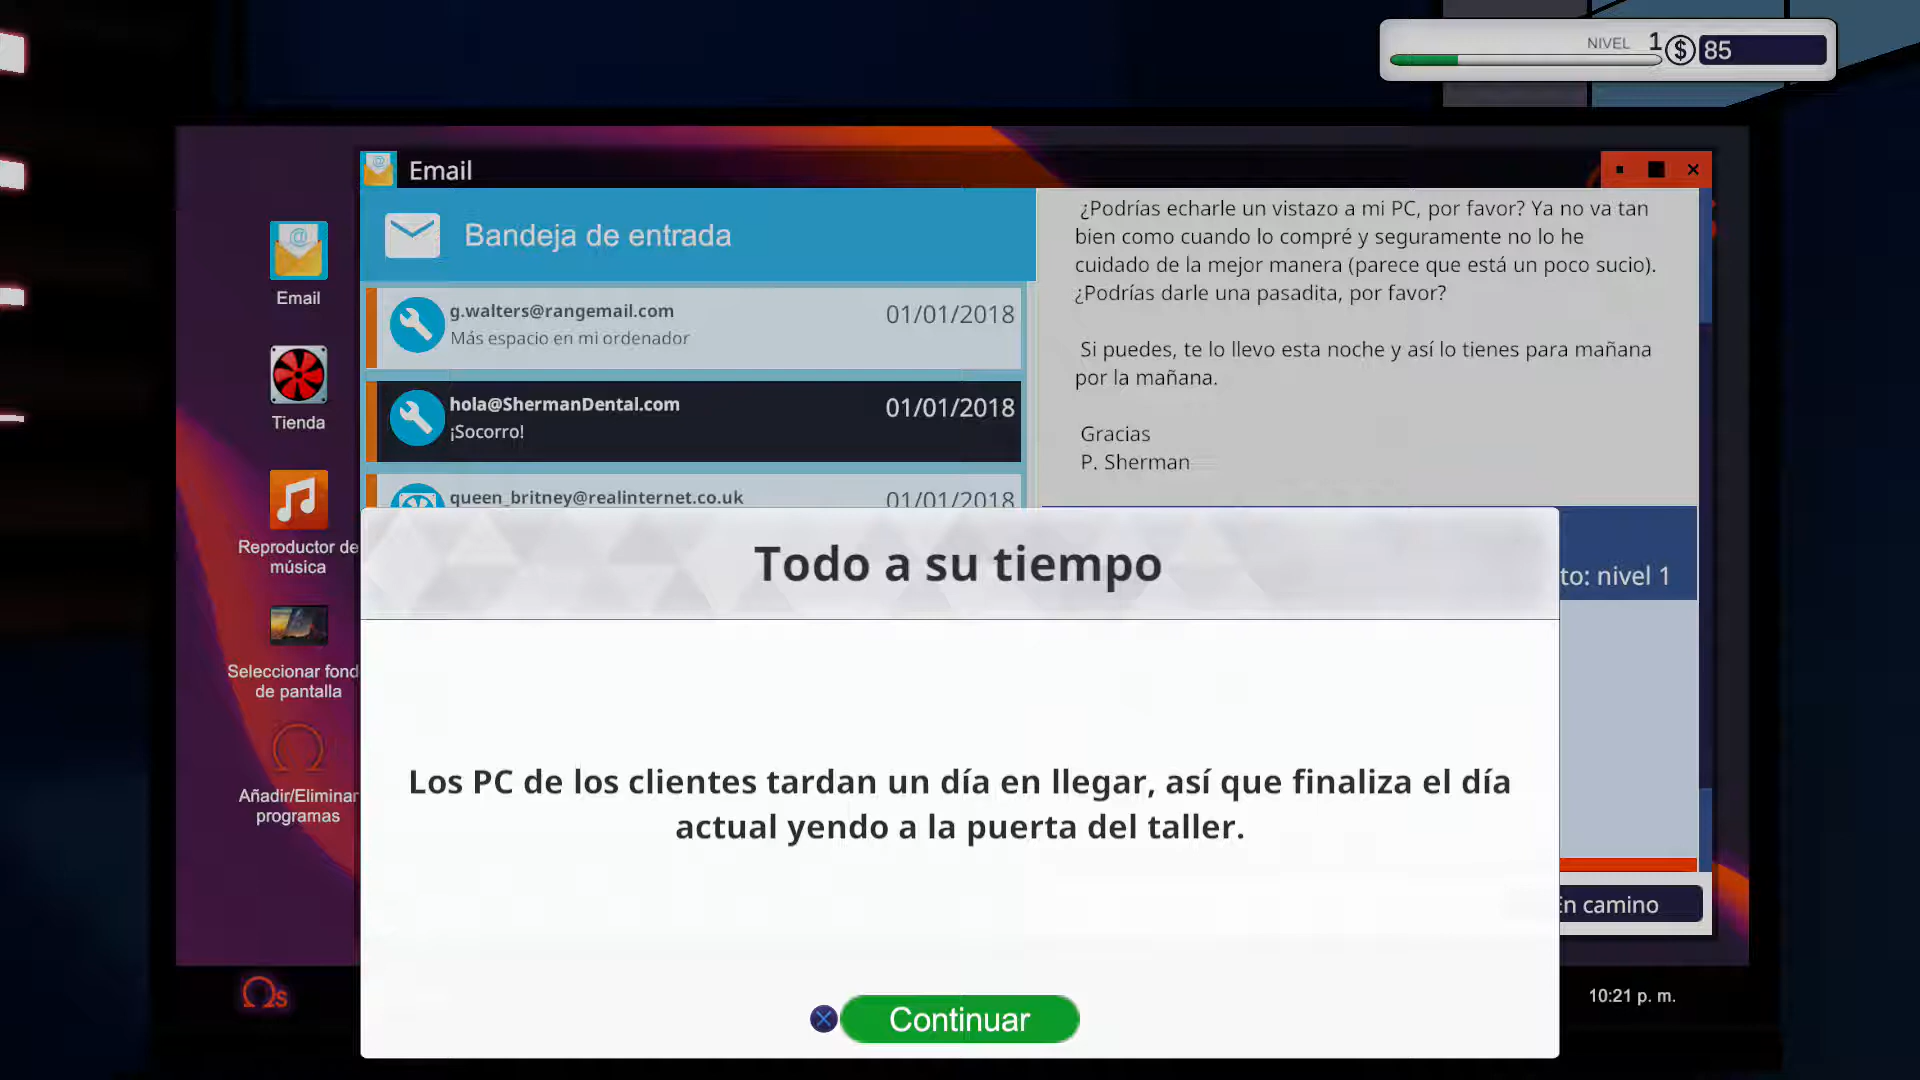 NIVEL 1 $ 85
Email
Bandeja de entrada
Email
Tienda
Reproductor de
música
Seleccionar fond
de pantalla
Añadir/Eliminar
programas
g.walters@rangemail.com 01/01/2018
Más espacio en mi ordenador
hola@ShermanDental.com 01/01/2018
¡Socorro!
queen_britney@realinternet.co.uk 01/01/2018
¿Podrías echarle un vistazo a mi PC, por favor? Ya no va tan
bien como cuando lo compré y seguramente no lo he
cuidado de la mejor manera (parece que está un poco sucio).
¿Podrías darle una pasadita, por favor?
Si puedes, te lo llevo esta noche y así lo tienes para mañana
por la mañana.
Gracias
P. Sherman
to: nivel 1
En camino
Todo a su tiempo
Los PC de los clientes tardan un día en llegar, así que finaliza el día
actual yendo a la puerta del taller.
Continuar
Ωs
10:21 p. m.